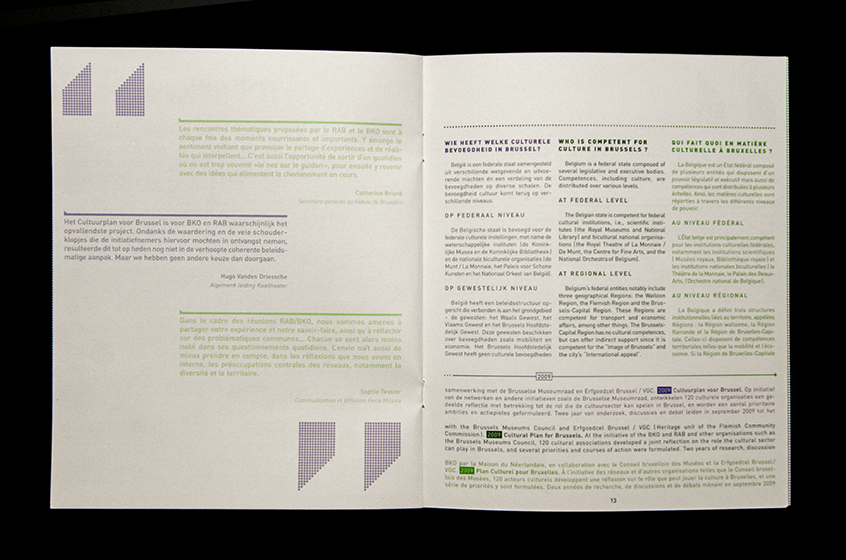 Les rencontres thématiques proposées par le RAB et le BKO sont à
chaque fois des moments nourrissants et importants. Y émerge le
sentiment vivifiant que provoque le partage d'expériences et de réali-
tés qui interpellent... C'est aussi l'opportunité de sortir d'un quotidien
où on est trop souvent «le nez sur le guidon», pour ensuite y revenir
avec des idées qui alimentent le cheminement en cours.
Catherine Briard
Het Cultuurplan voor Brussel is voor BKO en RAB waarschijnlijk het
opvallendste project. Ondanks de waardering en de vele schouder-
klopjes die de initiatiefnemers hiervoor mochten in ontvangst nemen,
resulteerde dit tot op heden nog niet in de verhoopte coherente beleids-
matige aanpak. Maar we hebben geen andere keuze dan doorgaan.
Hugo Vanden Driessche
Algemene leiding Kaaitheater
Dans le cadre des réunions RAB/BKO, nous sommes amenés à
partager notre expérience et notre savoir-faire, ainsi qu'à réfléchir
sur des problématiques communes... Chacun se sent alors moins
isolé dans ses questionnements quotidiens. L'envie naît aussi de
mieux prendre en compte, dans les réflexions que nous avons en
interne, les préoccupations centrales des réseaux, notamment la
diversité et le territoire.
Sophie Tessier
WIE HEEFT WELKE CULTURELE
BEVOEGDHEID IN BRUSSEL?
België is een federale staat samengesteld
uit verschillende wetgevende en uitvoe-
rende machten én een verdeling van de
bevoegdheden op diverse schalen. De
bevoegdheid cultuur komt terug op ver-
schillende niveaus.
OP FEDERAAL NIVEAU
De Belgische staat is bevoegd voor de
federale culturele instellingen, met name de
wetenschappelijke instituten (de Konink-
lijke Musea en de Koninklijke Bibliotheek)
en de nationale biculturele organisaties (de
Munt / La Monnaie, het Paleis voor Schone
Kunsten en het Nationaal Orkest van België).
OP GEWESTELIJK NIVEAU
België heeft een beleidsstructuur op-
gericht die verbonden is aan het grondgebied
- de gewesten: het Waals Gewest, het
Vlaams Gewest en het Brussels Hoofdste-
delijk Gewest. Deze gewesten beschikken
over bevoegdheden zoals mobiliteit en
economie. Het Brussels Hoofdstedelijk
Gewest heeft geen culturele bevoegdheden
WHO IS COMPETENT FOR
CULTURE IN BRUSSELS ?
Belgium is a federal state composed of
several legislative and executive bodies.
Competences, including culture, are
distributed over various levels.
AT FEDERAL LEVEL
The Belgian state is competent for federal
cultural institutions, i.e., scientific insti-
tutes (the Royal Museums and National
Library) and bicultural national organisa-
tions (the Royal Theatre of La Monnaie /
De Munt, the Centre for Fine Arts, and the
National Orchestra of Belgium).
AT REGIONAL LEVEL
Belgium's federal entities notably include
three geographical Regions: the Walloon
Region, the Flemish Region and the Brus-
sels-Capital Region. These Regions are
competent for transport and economic
affairs, among other things. The Brussels-
Capital Region has no cultural competences,
but can offer indirect support since it is
competent for the "Image of Brussels" and
the city's "International appeal".
QUI FAIT QUOI EN MATIÈRE
CULTURELLE À BRUXELLES ?
La Belgique est un État fédéral composé
de plusieurs entités qui disposent d'un
pouvoir législatif et exécutif mais aussi de
compétences qui sont distribuées à plusieurs
échelles. Ainsi, les matières culturelles sont
réparties à travers les différents niveaux
de pouvoir.
AU NIVEAU FÉDÉRAL
L'État belge est principalement compétent
pour les institutions culturelles fédérales,
notamment les institutions scientifiques
(Musées royaux, Bibliothèque royale) et
les institutions nationales biculturelles (le
Théâtre de la Monnaie, le Palais des Beaux-
Arts, l'Orchestre national de Belgique).
AU NIVEAU RÉGIONAL
La Belgique a défini trois structures
institutionnelles liées au territoire, appelées
Régions : la Région wallonne, la Région
flamande et la Région de Bruxelles-Capi-
tale. Celles-ci disposent de compétences
territoriales telles que la mobilité et l'éco-
nomie. Si la Région de Bruxelles-Capitale
2009
samenwerking met de Brusselse Museumraad en Erfgoedcel Brussel / VGC. 2009 Cultuurplan voor Brussel. Op initiatief
van de netwerken en andere initiatieven zoals de Brusselse Museumraad, ontwikkelen 120 culturele organisaties een ge-
deelde reflectie met betrekking tot de rol die de cultuursector kan spelen in Brussel, en worden een aantal prioritaire
ambities en actiepistes geformuleerd. Twee jaar van onderzoek, discussies en debat leiden in september 2009 tot het
with the Brussels Museums Council and Erfgoedcel Brussel / VGC (Heritage unit of the Flemish Community
Commission). 2009 Cultural Plan for Brussels. At the initiative of the BKO and RAB and other organisations such as
the Brussels Museums Council, 120 cultural associations developed a joint reflection on the role the cultural sector
can play in Brussels, and several priorities and courses of action were formulated. Two years of research, discussion
BKO par la Maison du Néerlandais, en collaboration avec le Conseil bruxellois des Musées et la Erfgoedcel Brussel /
VGC. 2009 Plan Culturel pour Bruxelles. À l'initiative des réseaux et d'autres organisations telles que le Conseil bruxel-
lois des Musées, 120 acteurs culturels développent une réflexion sur le rôle que peut jouer la culture à Bruxelles, et une
série de priorités y sont formulées. Deux années de recherche, de discussions et de débats mènent en septembre 2009
13